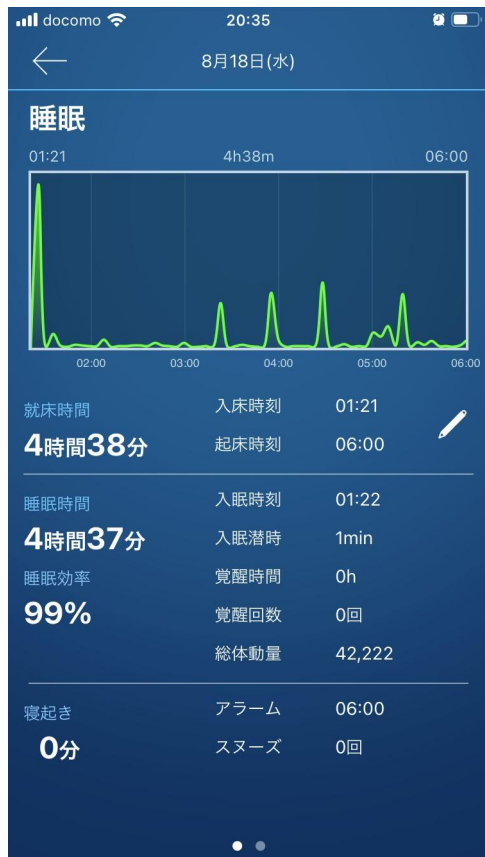 docomo 20:35
8月18日(水)
睡眠
01:21 4h38m 06:00
02:00 03:00 04:00 05:00 06:00
就床時間 入床時刻 01:21
4時間38分 起床時刻 06:00
睡眠時間 入眠時刻 01:22
4時間37分 入眠潜時 1min
睡眠効率 覚醒時間 0h
99% 覚醒回数 0回
総体動量 42,222
寝起き アラーム 06:00
0分 スヌーズ 0回